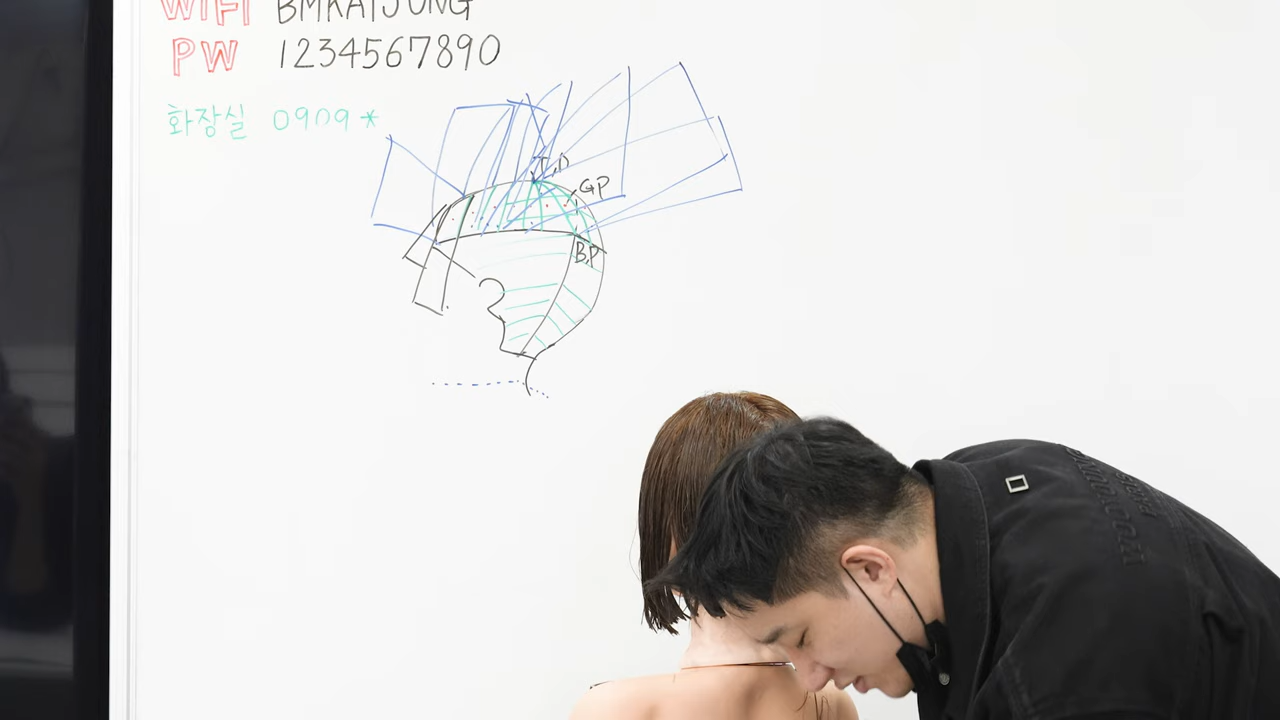 WIFI BMKAIJUNG
PW 1234567890
화장실 0909*
T,P
GP
B,P